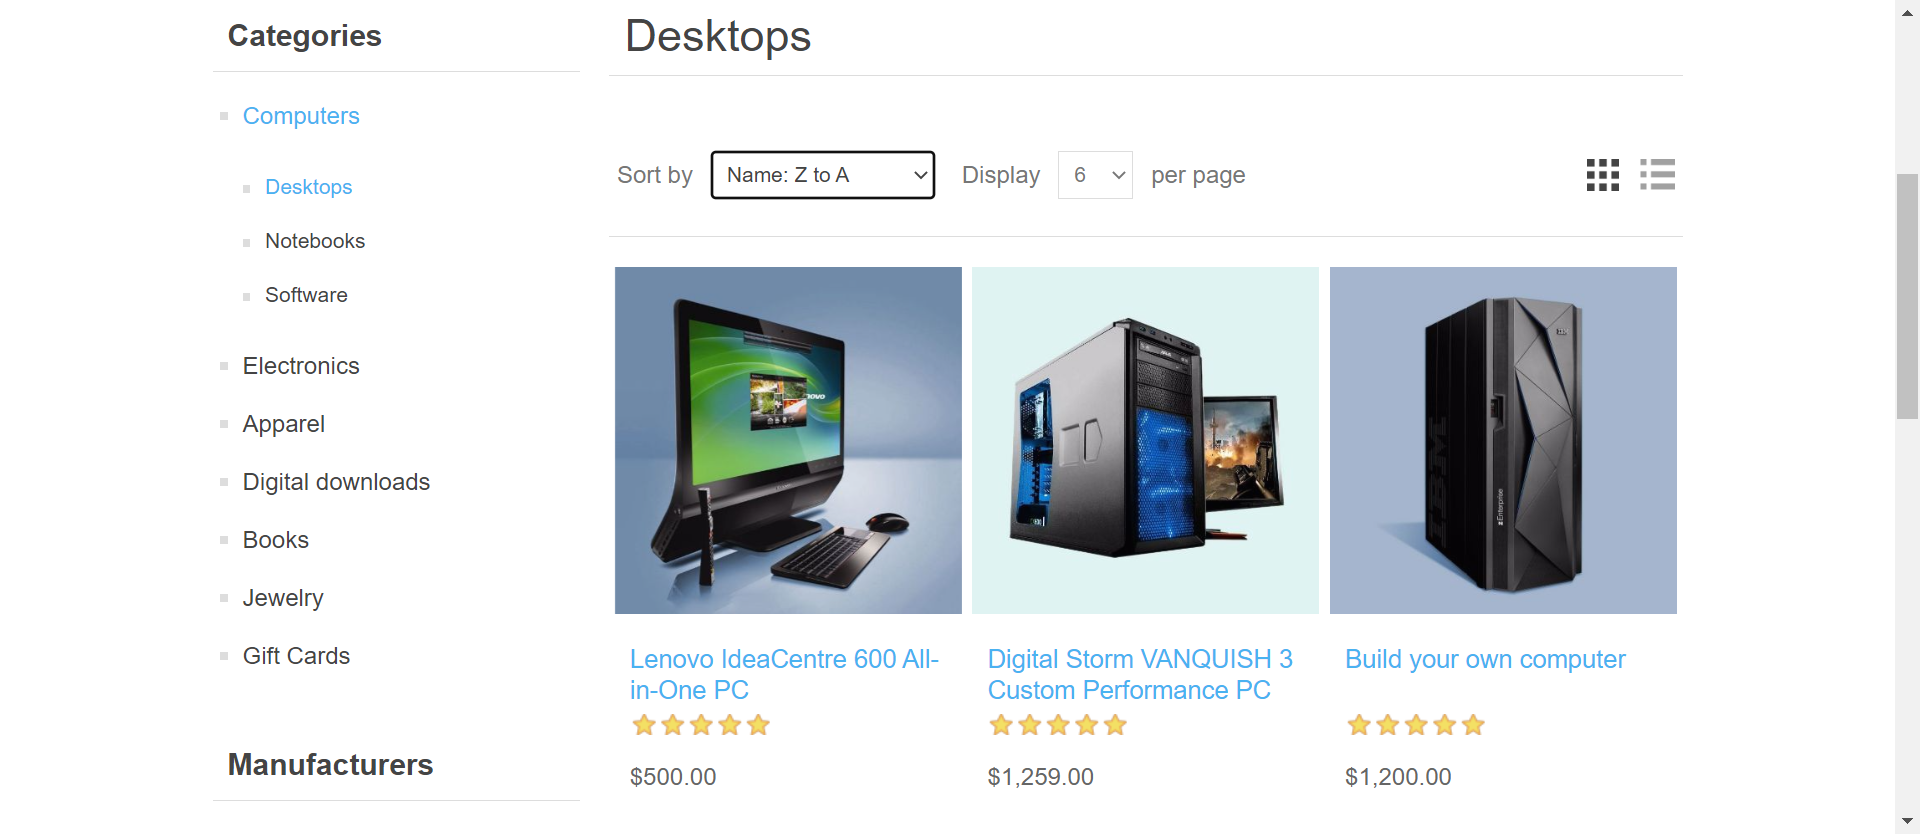 Categories
Computers
Desktops
Notebooks
Software
Electronics
Apparel
Digital downloads
Books
Jewelry
Gift Cards
Manufacturers
Desktops
Sort by Name: Z to A Display 6 per page
Lenovo IdeaCentre 600 All-
in-One PC
$500.00
Digital Storm VANQUISH 3
Custom Performance PC
$1,259.00
IBM
Enterprise
Build your own computer
$1,200.00